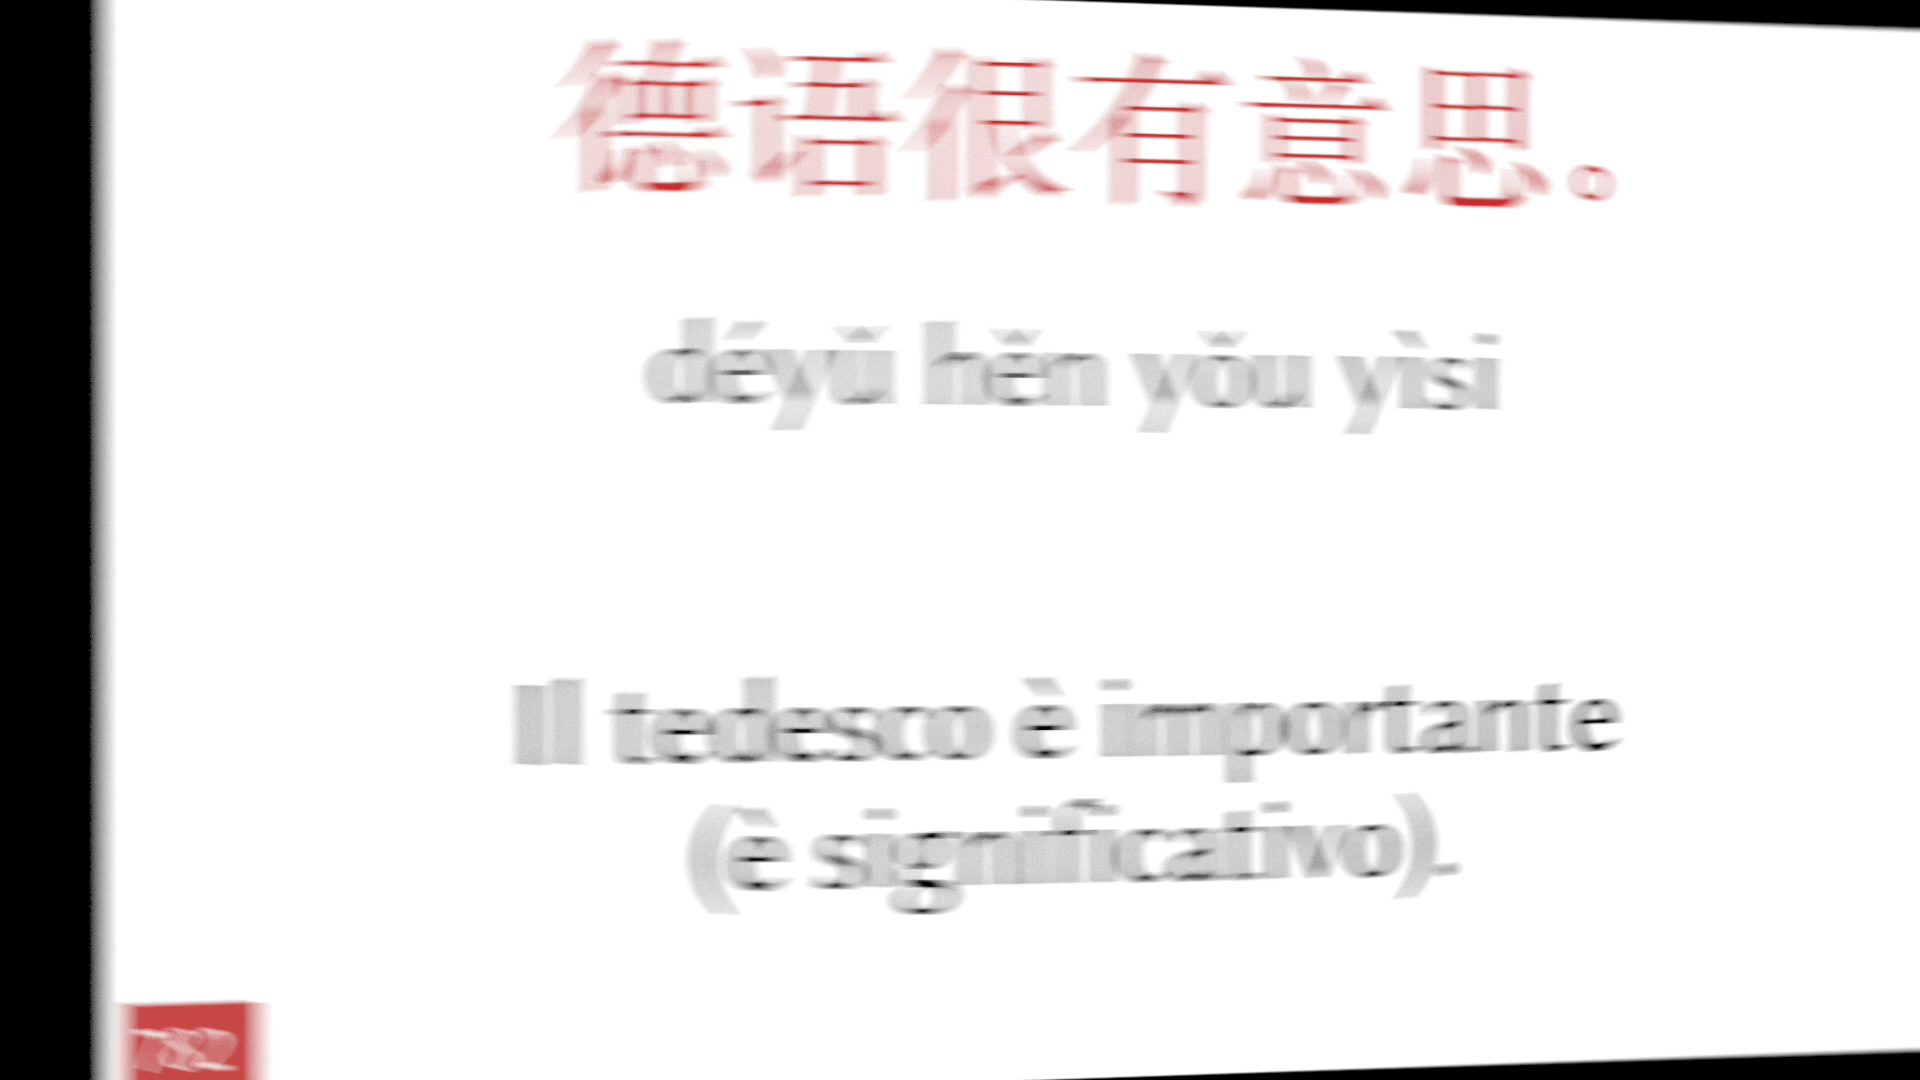 德语很有意思。
déyǔ hěn yǒu yìsi
Il tedesco è importante
(è significativo).